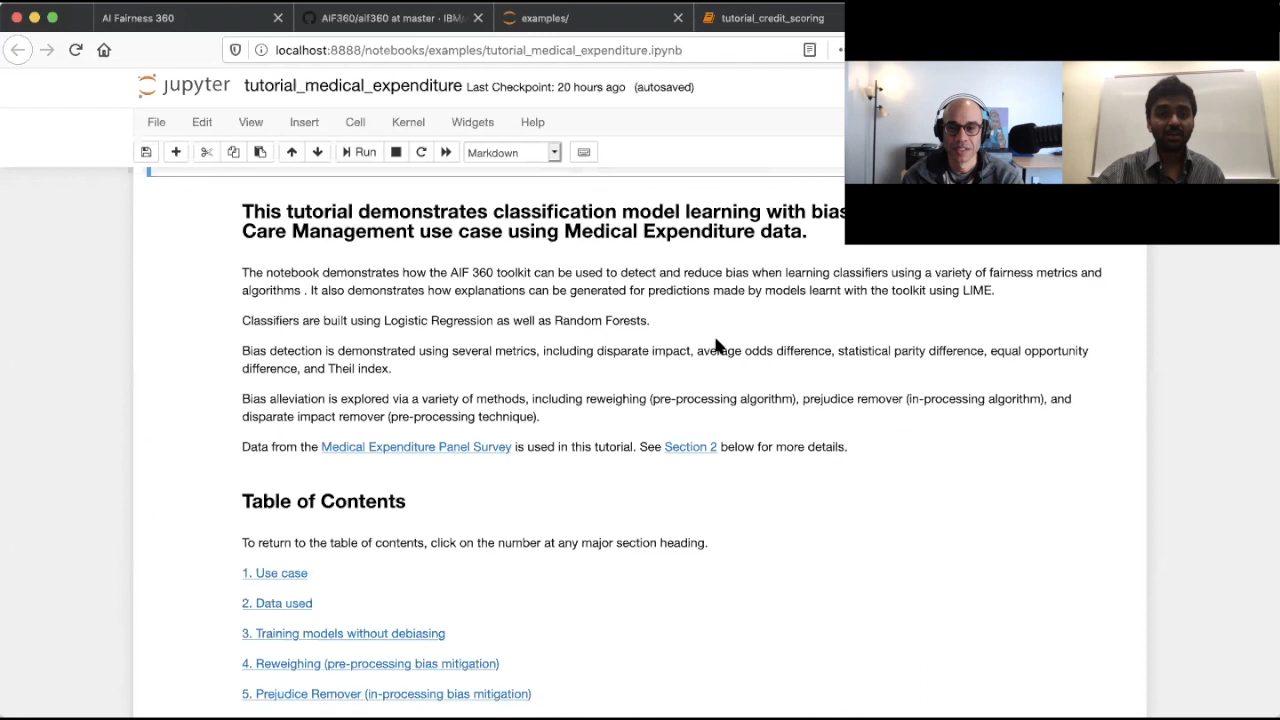 AI Fairness 360
AIF360/aif360 at master · IBM/
examples/
tutorial_credit_scoring
localhost:8888/notebooks/examples/tutorial_medical_expenditure.ipynb
jupyter tutorial_medical_expenditure Last Checkpoint: 20 hours ago (autosaved)
File Edit View Insert Cell Kernel Widgets Help
Run Markdown
This tutorial demonstrates classification model learning with bias
Care Management use case using Medical Expenditure data.
The notebook demonstrates how the AIF 360 toolkit can be used to detect and reduce bias when learning classifiers using a variety of fairness metrics and
algorithms . It also demonstrates how explanations can be generated for predictions made by models learnt with the toolkit using LIME.
Classifiers are built using Logistic Regression as well as Random Forests.
Bias detection is demonstrated using several metrics, including disparate impact, average odds difference, statistical parity difference, equal opportunity
difference, and Theil index.
Bias alleviation is explored via a variety of methods, including reweighing (pre-processing algorithm), prejudice remover (in-processing algorithm), and
disparate impact remover (pre-processing technique).
Data from the Medical Expenditure Panel Survey is used in this tutorial. See Section 2 below for more details.
Table of Contents
To return to the table of contents, click on the number at any major section heading.
1. Use case
2. Data used
3. Training models without debiasing
4. Reweighing (pre-processing bias mitigation)
5. Prejudice Remover (in-processing bias mitigation)